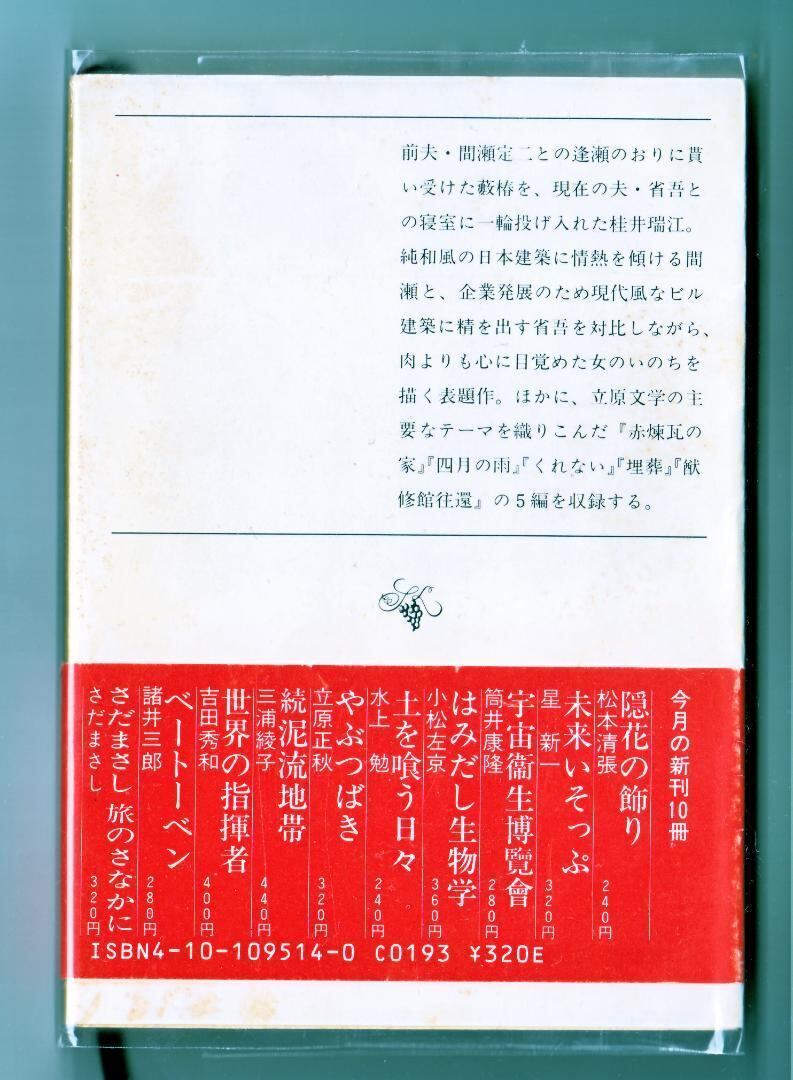 前夫・間瀬定二との逢瀬のおりに貰
い受けた藪椿を、現在の夫・省吾と
の寝室に一輪投げ入れた桂井瑞江。
純和風の日本建築に情熱を傾ける間
瀬と、企業発展のため現代風なビル
建築に精を出す省吾を対比しながら、
肉よりも心に目覚めた女のいのちを
描く表題作。ほかに、立原文学の主
要なテーマを織りこんだ『赤煉瓦の
家』『四月の雨』『くれない』『埋葬』『獣
修館往還』の5編を収録する。
今月の新刊10冊
隠花の飾り
松本清張 240円
未来いそっぷ
星 新一 320円
宇宙衞生博覽會
筒井康隆 280円
はみだし生物学
小松左京 360円
土を喰う日々
水上 勉 240円
やぶつばき
立原正秋 320円
続泥流地帯
三浦綾子 440円
世界の指揮者
吉田秀和 400円
ベートーベン
諸井三郎 280円
さだまさし 旅のさなかに
さだまさし 320円
ISBN4-10-109514-0 C0193 ¥320E